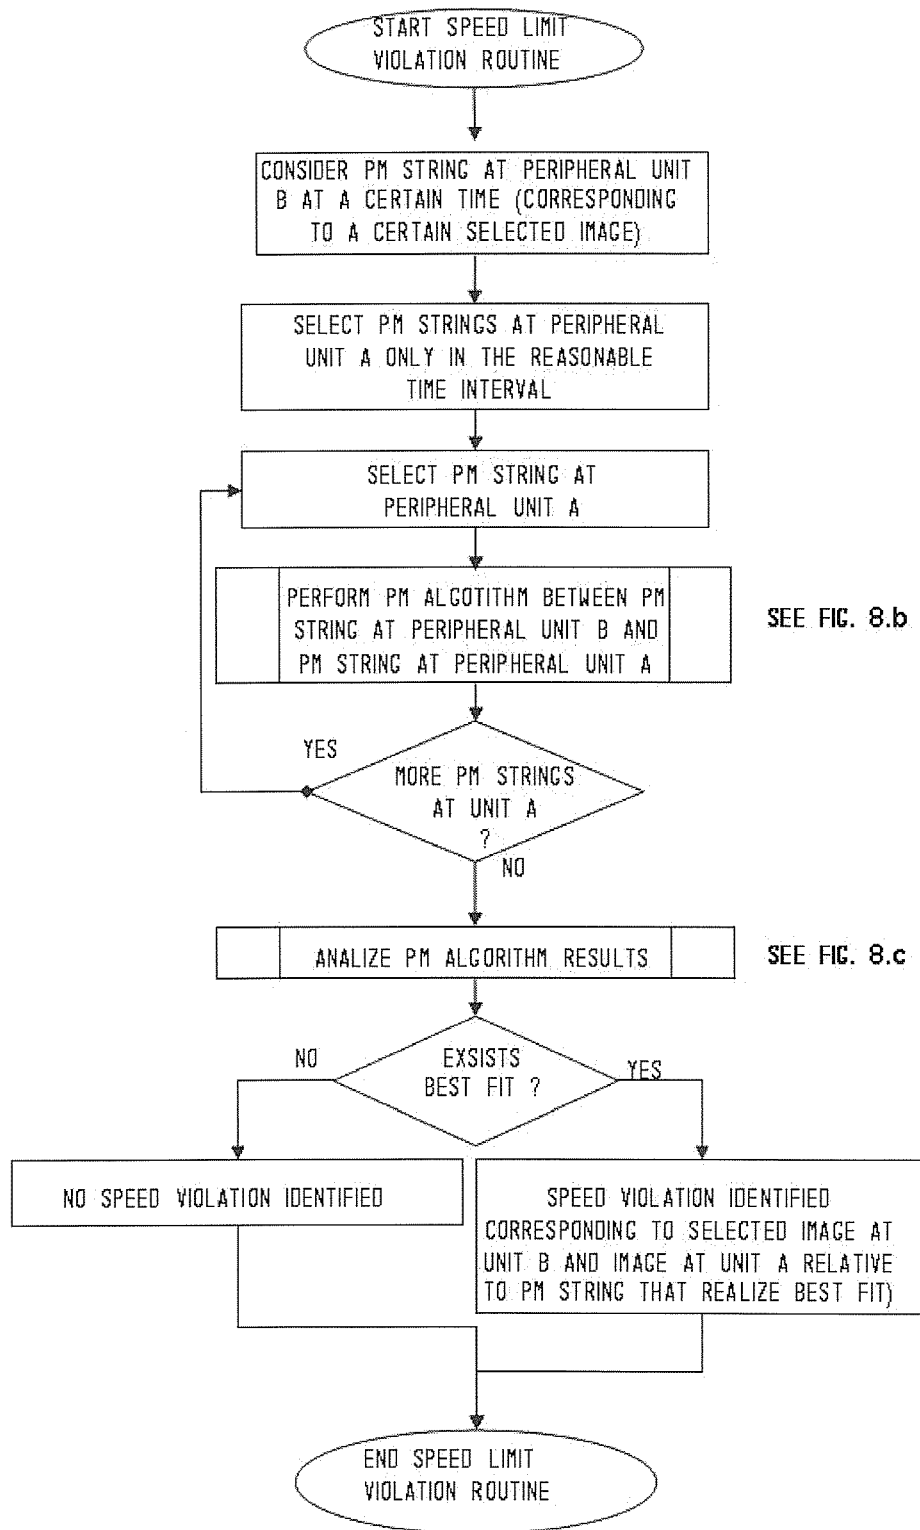 START SPEED LIMIT
VIOLATION ROUTINE
CONSIDER PM STRING AT PERIPHERAL UNIT
B AT A CERTAIN TIME (CORRESPONDING
TO A CERTAIN SELECTED IMAGE)
SELECT PM STRINGS AT PERIPHERAL
UNIT A ONLY IN THE REASONABLE
TIME INTERVAL
SELECT PM STRING AT
PERIPHERAL UNIT A
PERFORM PM ALGOTITHM BETWEEN PM
STRING AT PERIPHERAL UNIT B AND
PM STRING AT PERIPHERAL UNIT A
SEE FIG. 8.b
YES
MORE PM STRINGS
AT UNIT A
?
NO
ANALIZE PM ALGORITHM RESULTS
SEE FIG. 8.c
NO
EXSISTS
BEST FIT ?
YES
NO SPEED VIOLATION IDENTIFIED
SPEED VIOLATION IDENTIFIED
CORRESPONDING TO SELECTED IMAGE AT
UNIT B AND IMAGE AT UNIT A RELATIVE
TO PM STRING THAT REALIZE BEST FIT)
END SPEED LIMIT
VIOLATION ROUTINE